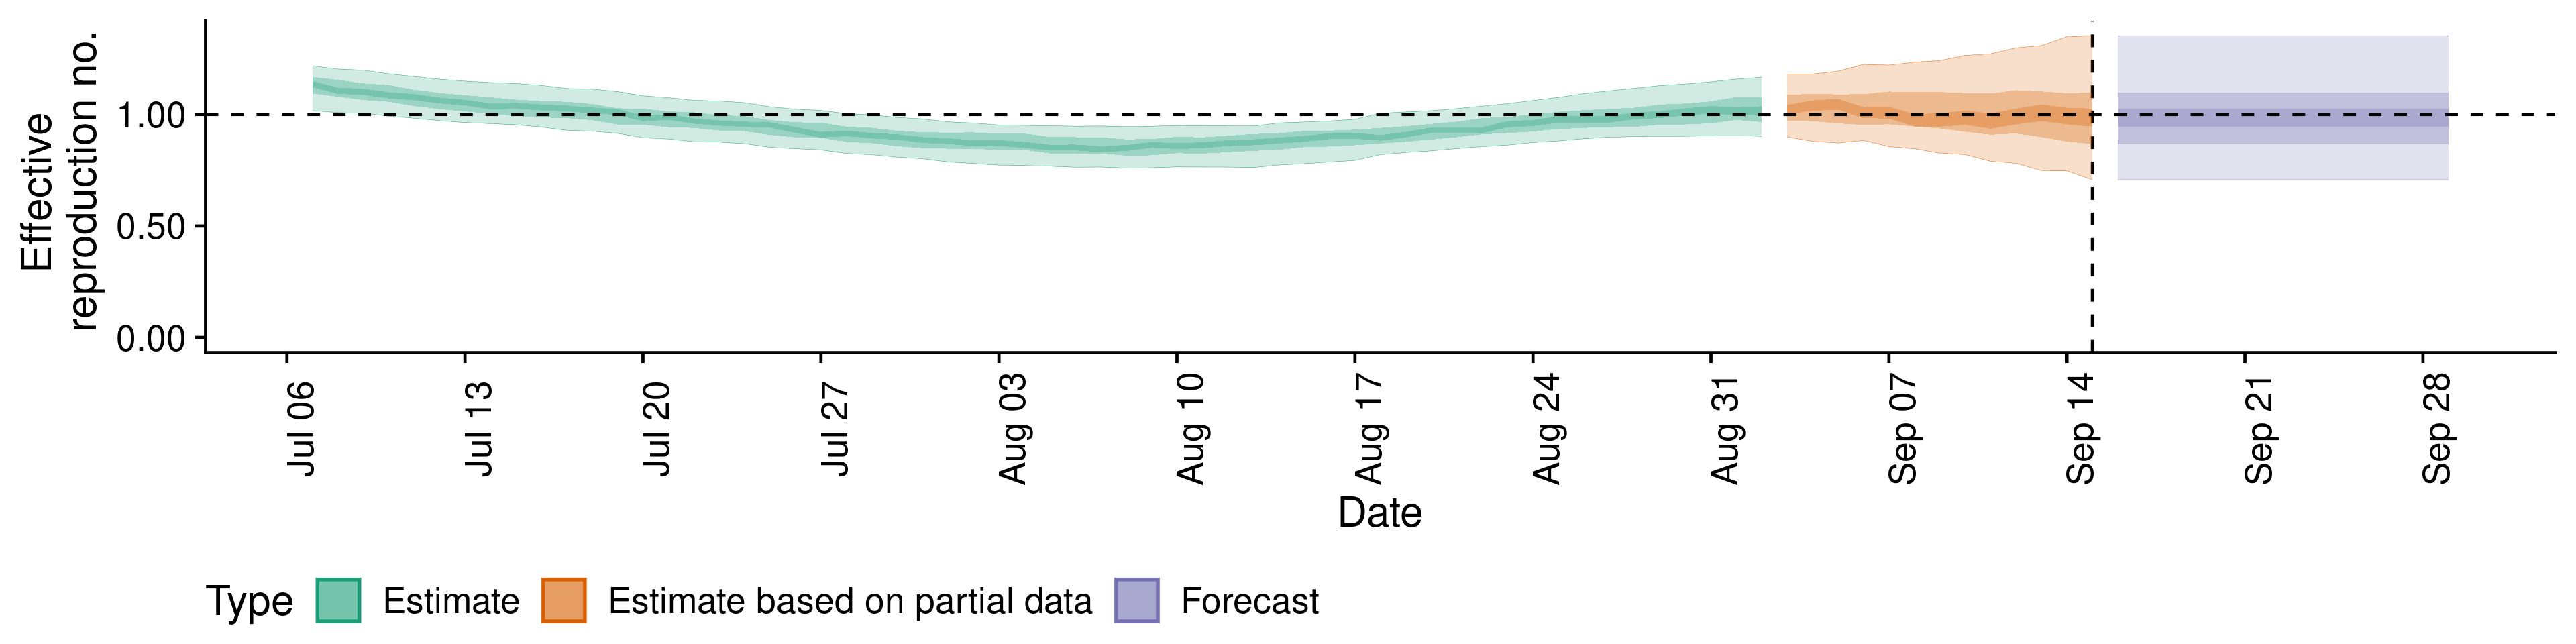 Effective
reproduction no.
1.00
0.50
0.00
Jul 06
Jul 13
Jul 20
Jul 27
Aug 03
Aug 10
Aug 17
Aug 24
Aug 31
Sep 07
Sep 14
Sep 21
Sep 28
Date
Type Estimate Estimate based on partial data Forecast